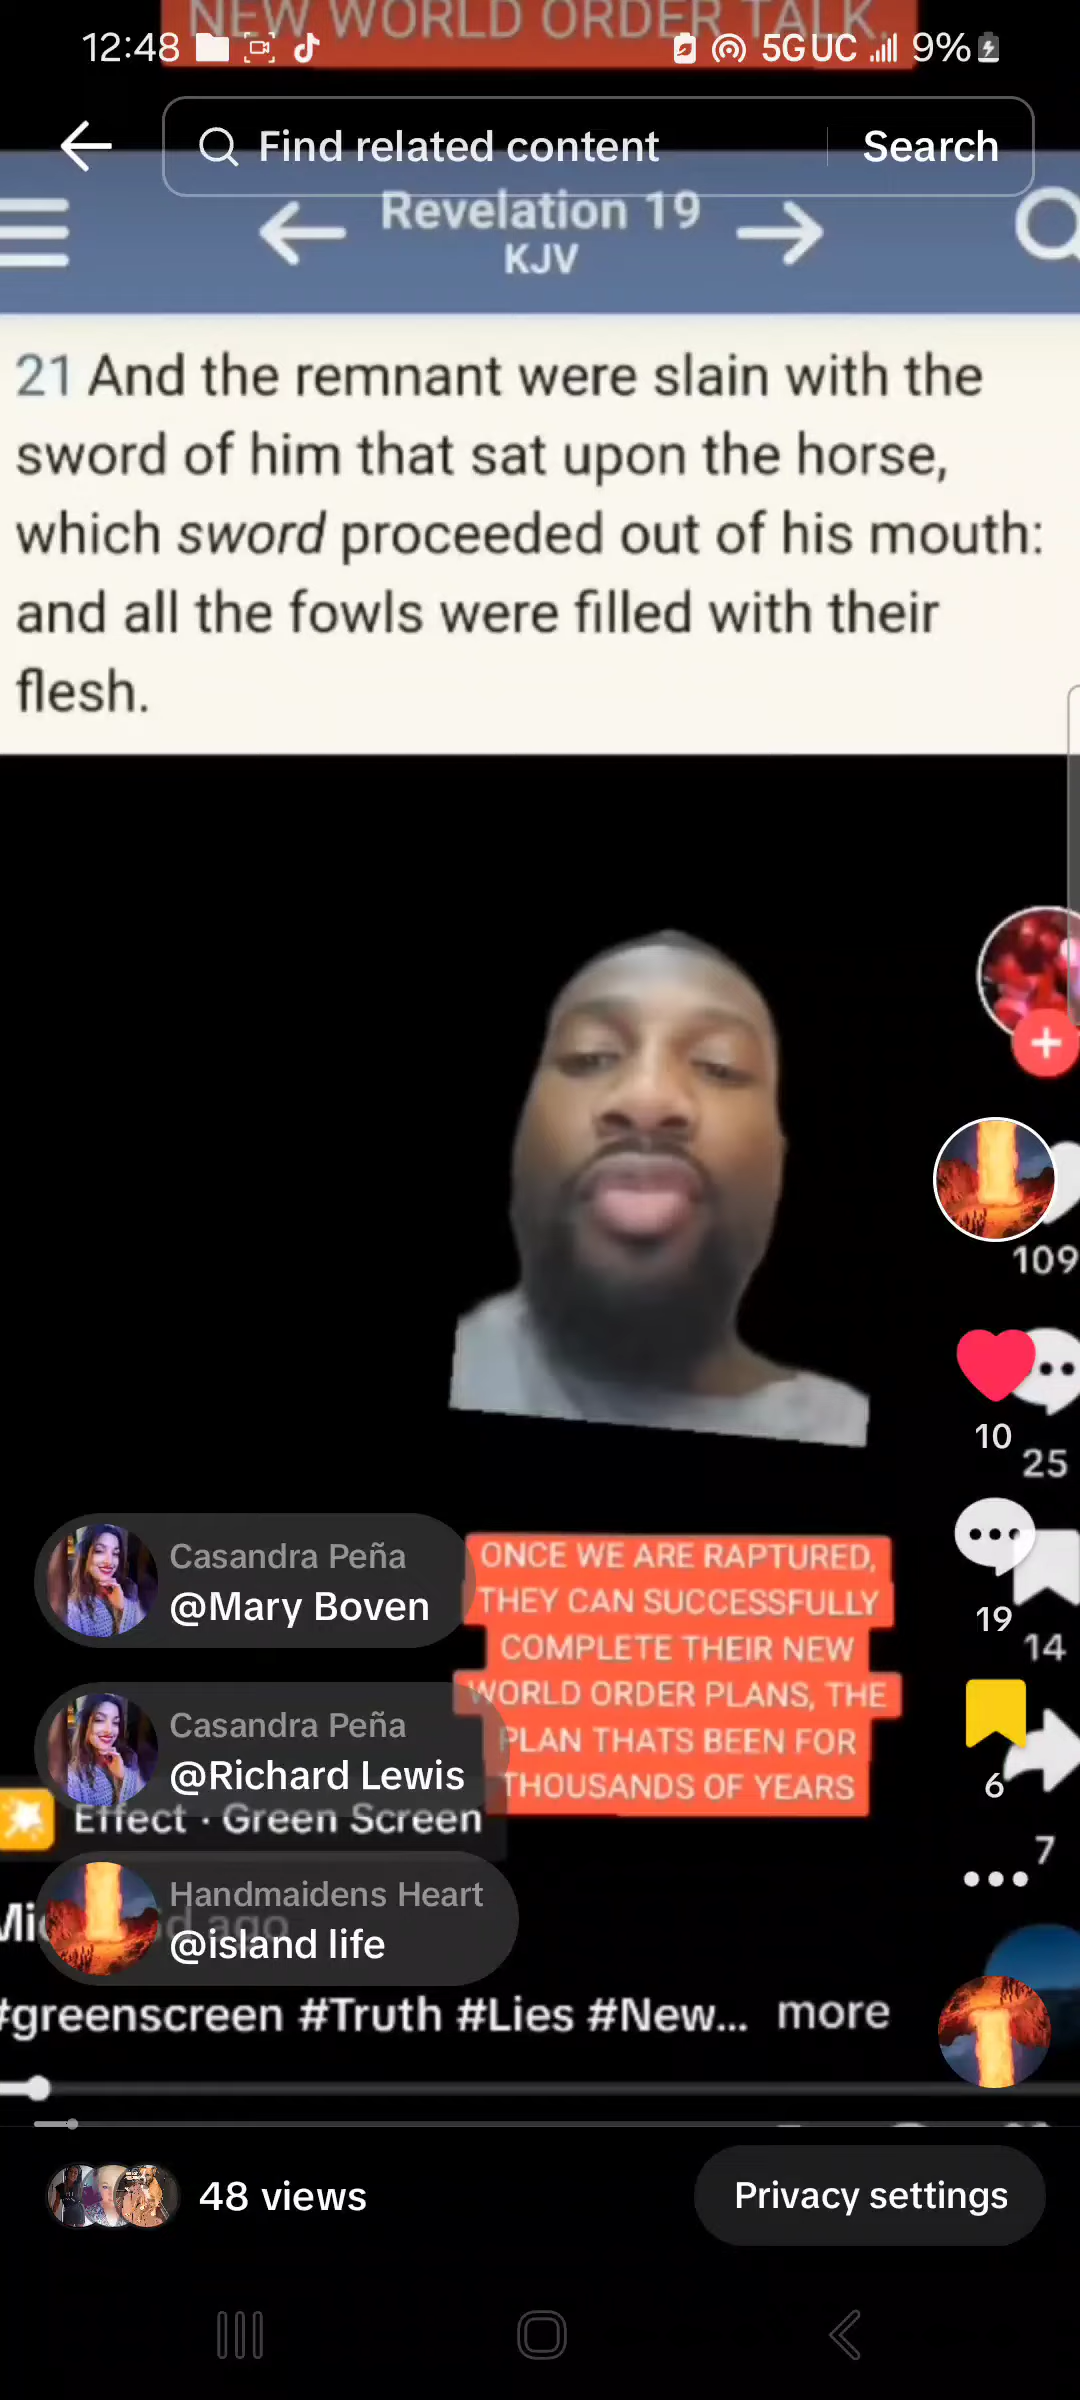 NEW WORLD ORDER TALK.
12:48
5G UC
9%
Find related content
Search
Revelation 19
KJV
21 And the remnant were slain with the
sword of him that sat upon the horse,
which sword proceeded out of his mouth:
and all the fowls were filled with their
flesh.
109
10
25
19
14
6
7
ONCE WE ARE RAPTURED,
THEY CAN SUCCESSFULLY
COMPLETE THEIR NEW
WORLD ORDER PLANS, THE
PLAN THATS BEEN FOR
THOUSANDS OF YEARS
Casandra Peña
@Mary Boven
Casandra Peña
@Richard Lewis
Effect · Green Screen
Handmaidens Heart
@island life
ago
#greenscreen #Truth #Lies #New... more
48 views
Privacy settings